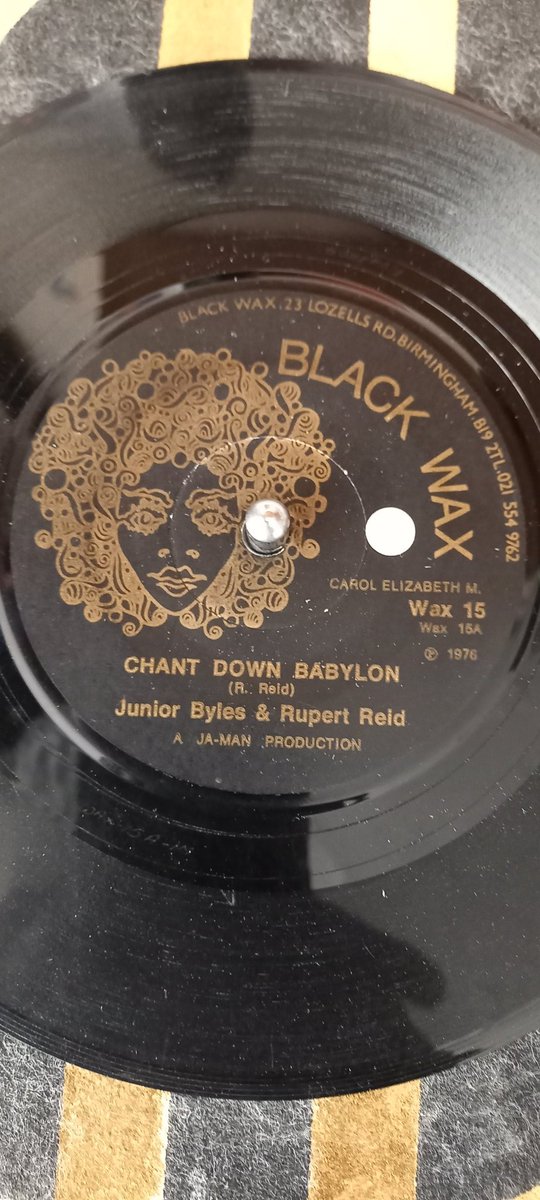 BLACK WAX. 23 LOZELLS RD. BIRMINGHAM B19 2TL. 021 554 9762
BLACK WAX
CAROL ELIZABETH M.
Wax 15
Wax 15A
℗ 1976
CHANT DOWN BABYLON
(R. Reid)
Junior Byles & Rupert Reid
A JA-MAN PRODUCTION